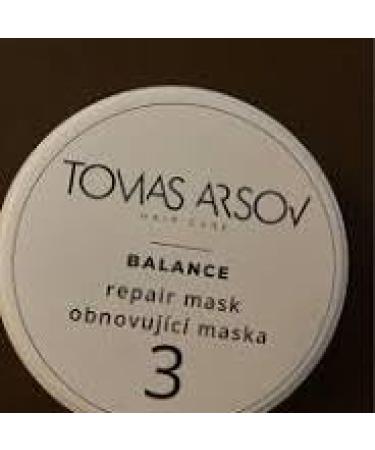 TOMAS ARSOV
HAIR CARE
BALANCE
repair mask
obnovující maska
3